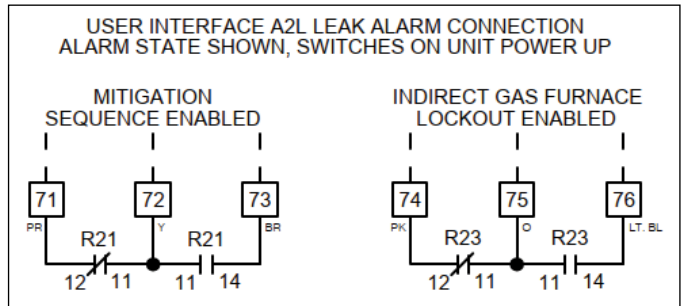 USER INTERFACE A2L LEAK ALARM CONNECTION
ALARM STATE SHOWN, SWITCHES ON UNIT POWER UP
MITIGATION
SEQUENCE ENABLED
71 72 73
PR Y BR
R21 R21
12 11 11 14
INDIRECT GAS FURNACE
LOCKOUT ENABLED
74 75 76
PK O LT. BL
R23 R23
12 11 11 14